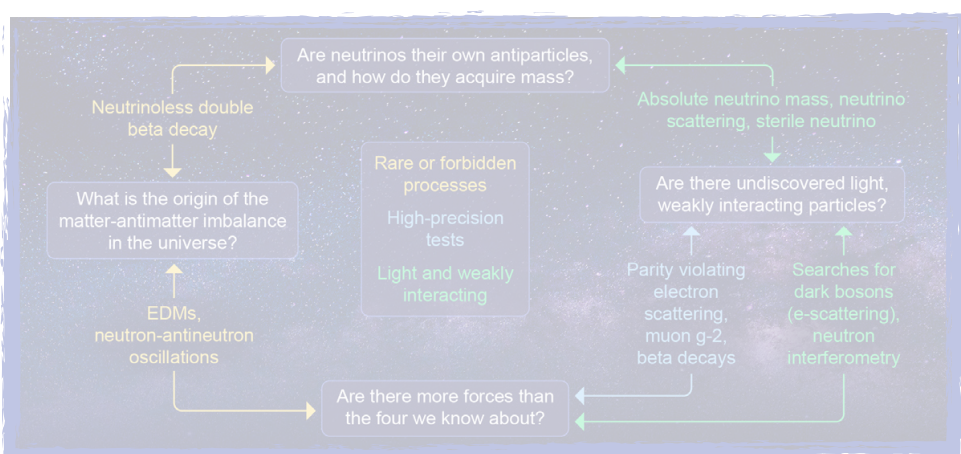 Are neutrinos their own antiparticles,
and how do they acquire mass?
Neutrinoless double
beta decay
Absolute neutrino mass, neutrino
scattering, sterile neutrino
Rare or forbidden
processes
High-precision
tests
Light and weakly
interacting
What is the origin of the
matter-antimatter imbalance
in the universe?
Are there undiscovered light,
weakly interacting particles?
EDMs,
neutron-antineutron
oscillations
Parity violating
electron
scattering,
muon g-2,
beta decays
Searches for
dark bosons
(e-scattering),
neutron
interferometry
Are there more forces than
the four we know about?